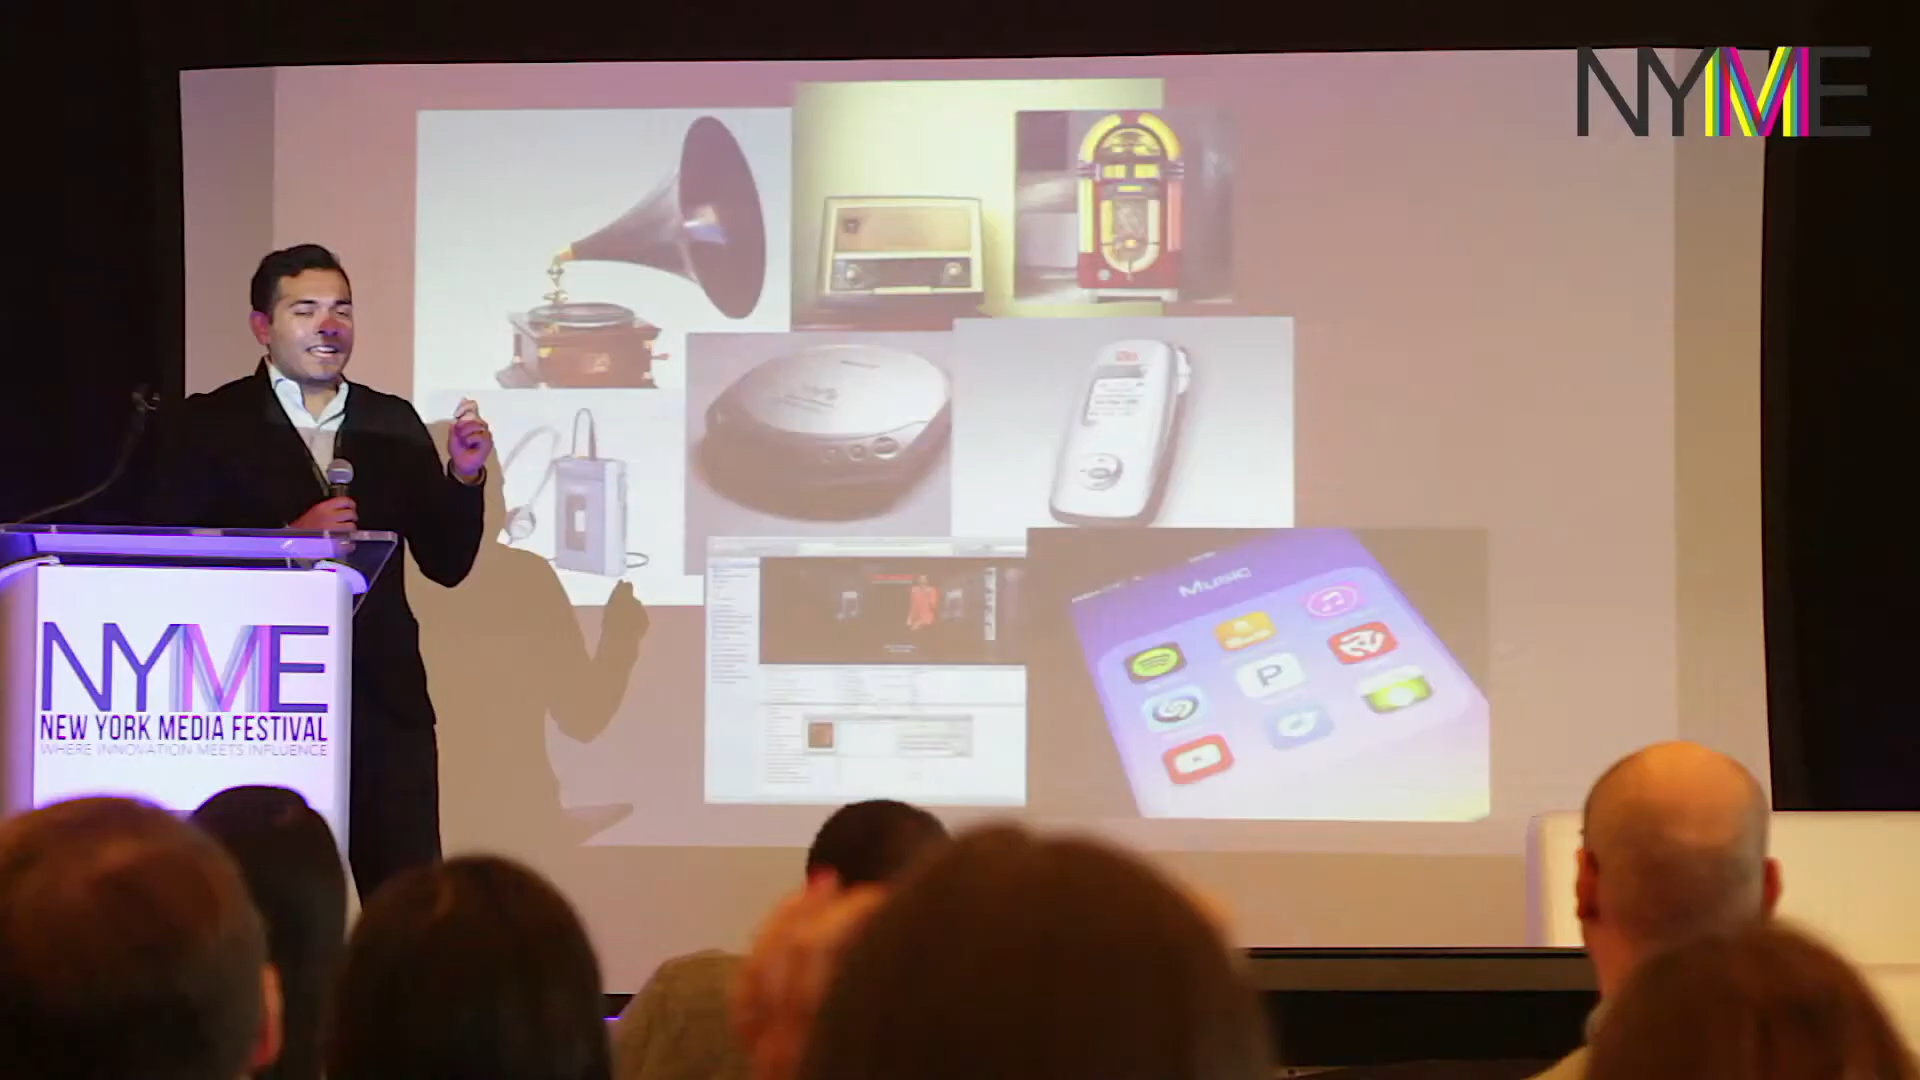 NYME
Music
P
NYME
NEW YORK MEDIA FESTIVAL
WHERE INNOVATION MEETS INFLUENCE